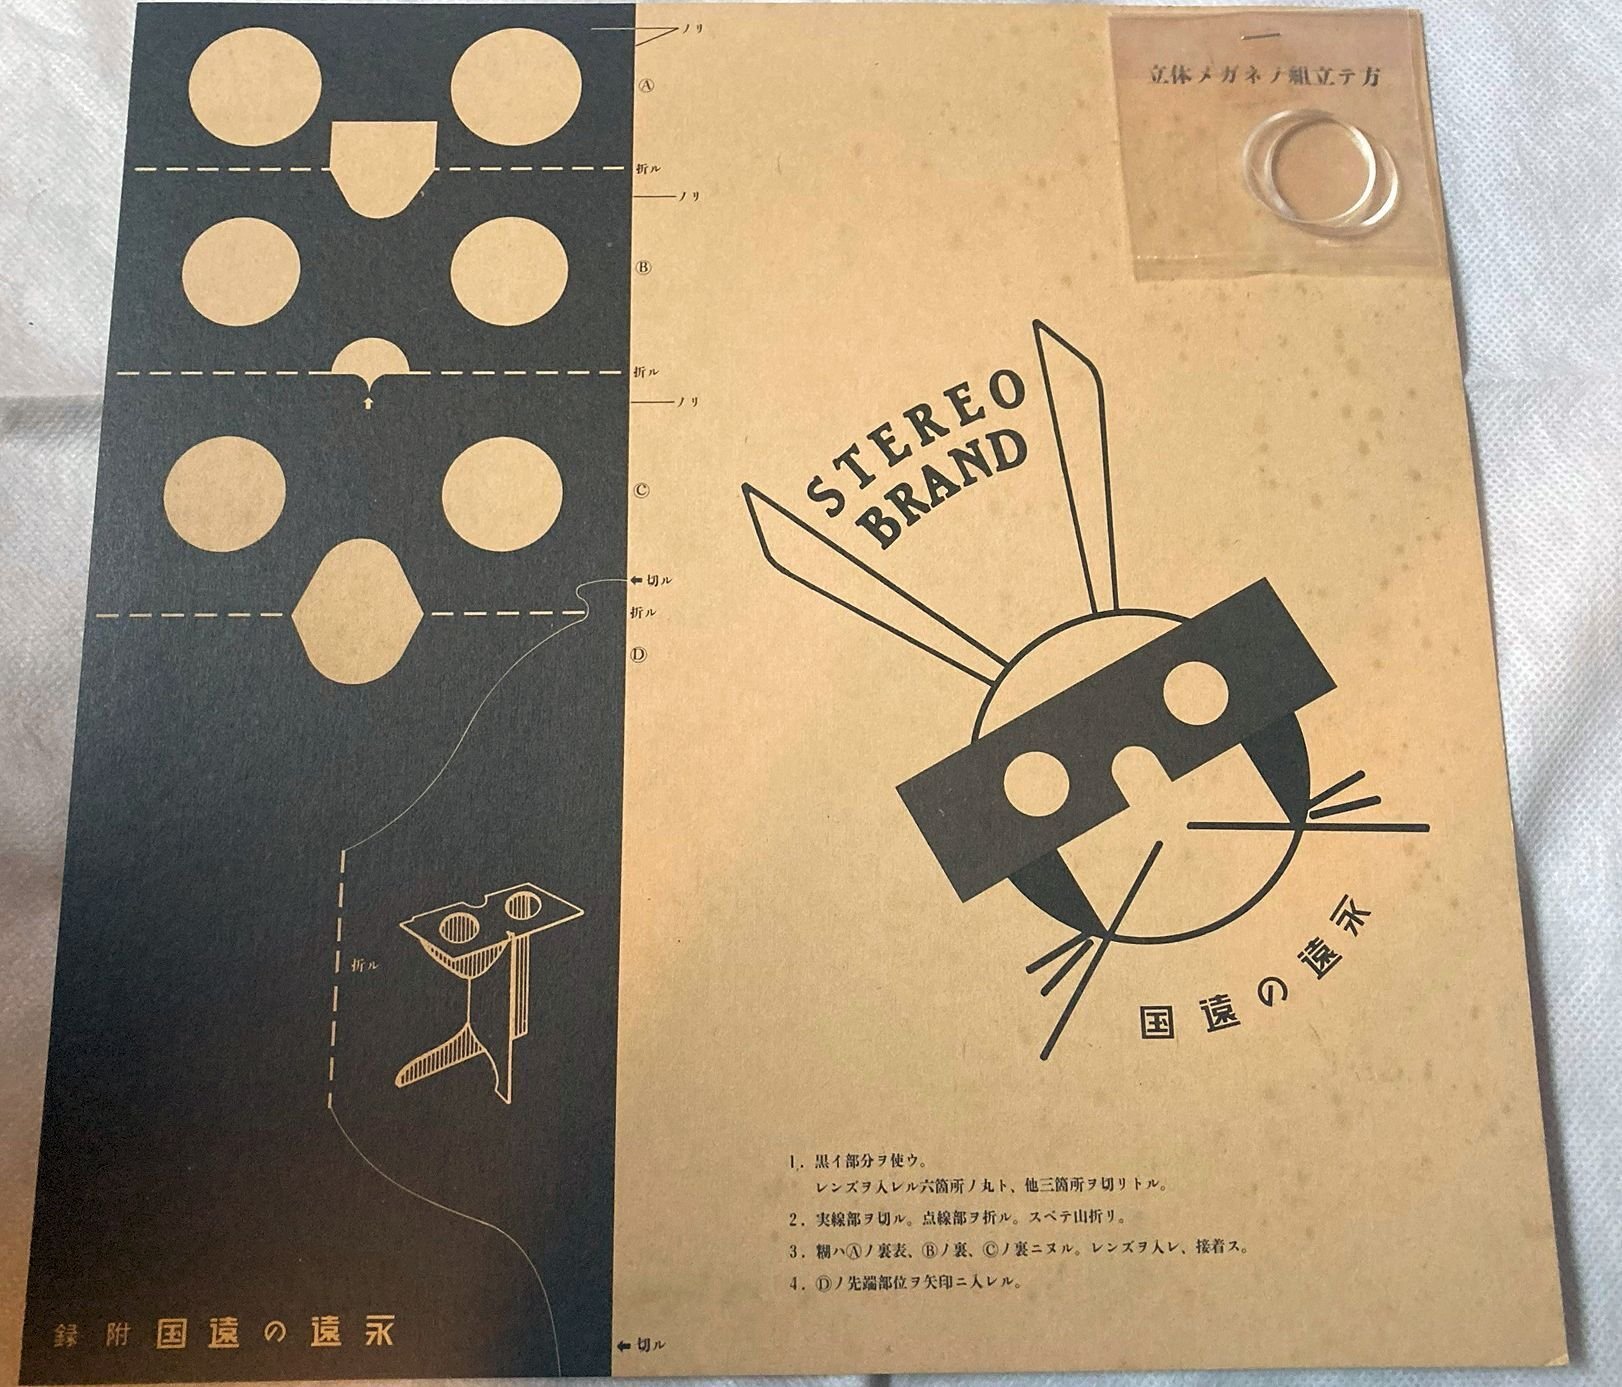 立体メガネノ組立テ方
ノリ
Ⓐ
折ル
ノリ
Ⓑ
折ル
ノリ
Ⓒ
切ル
折ル
Ⓓ
折ル
切ル
STEREO
BRAND
永遠の遠国
1. 黒イ部分ヲ使ウ。
レンズヲ入レル六箇所ノ丸ト、他三箇所ヲ切リトル。
2. 実線部ヲ切ル。点線部ヲ折ル。スベテ山折リ。
3. 糊ハⒶノ裏表、Ⓑノ裏、Ⓒノ裏ニヌル。レンズヲ入レ、接着ス。
4. Ⓓノ先端部位ヲ矢印ニ入レル。
永遠の遠国 附録